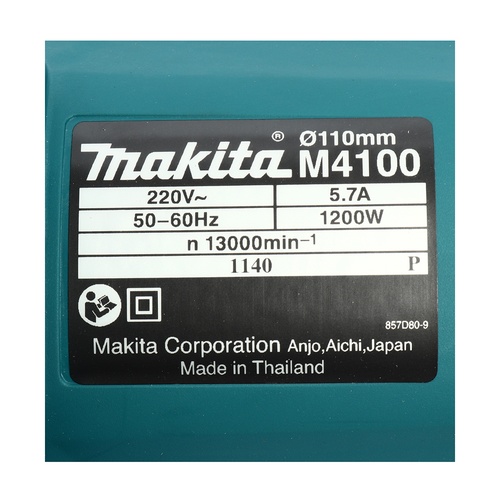 ® Ø110mm
makita M4100
220V~ 5.7A
50-60Hz 1200W
n 13000min⁻¹
1140 P
857D80-9
Makita Corporation Anjo,Aichi,Japan
Made in Thailand